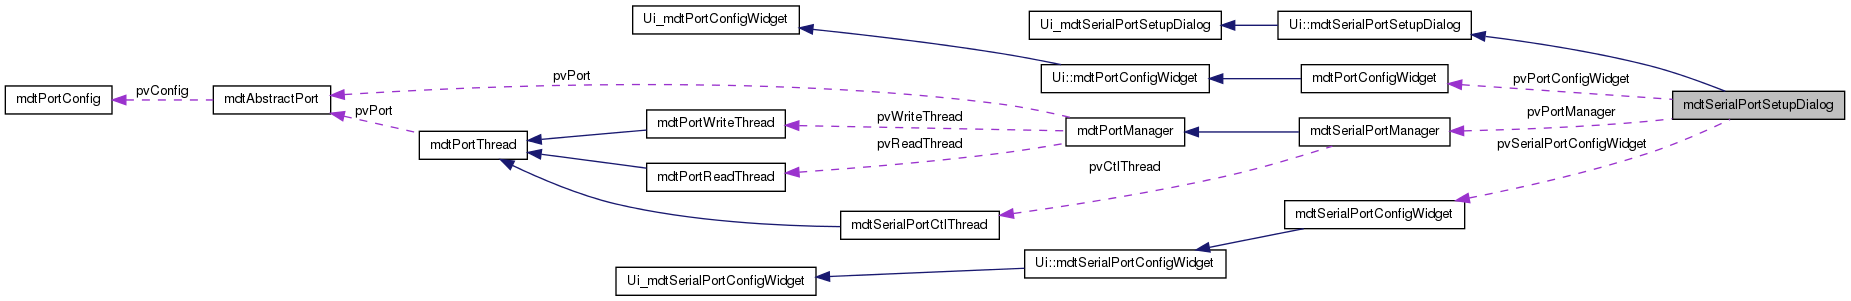 Ui_mdtPortConfigWidget
Ui_mdtSerialPortSetupDialog
Ui::mdtSerialPortSetupDialog
pvPort
Ui::mdtPortConfigWidget
mdtPortConfigWidget
pvPortConfigWidget
mdtPortConfig
pvConfig
mdtAbstractPort
pvPort
mdtSerialPortSetupDialog
mdtPortWriteThread
pvWriteThread
mdtPortManager
mdtSerialPortManager
pvPortManager
mdtPortThread
pvReadThread
pvSerialPortConfigWidget
mdtPortReadThread
pvCtlThread
mdtSerialPortCtlThread
mdtSerialPortConfigWidget
Ui::mdtSerialPortConfigWidget
Ui_mdtSerialPortConfigWidget